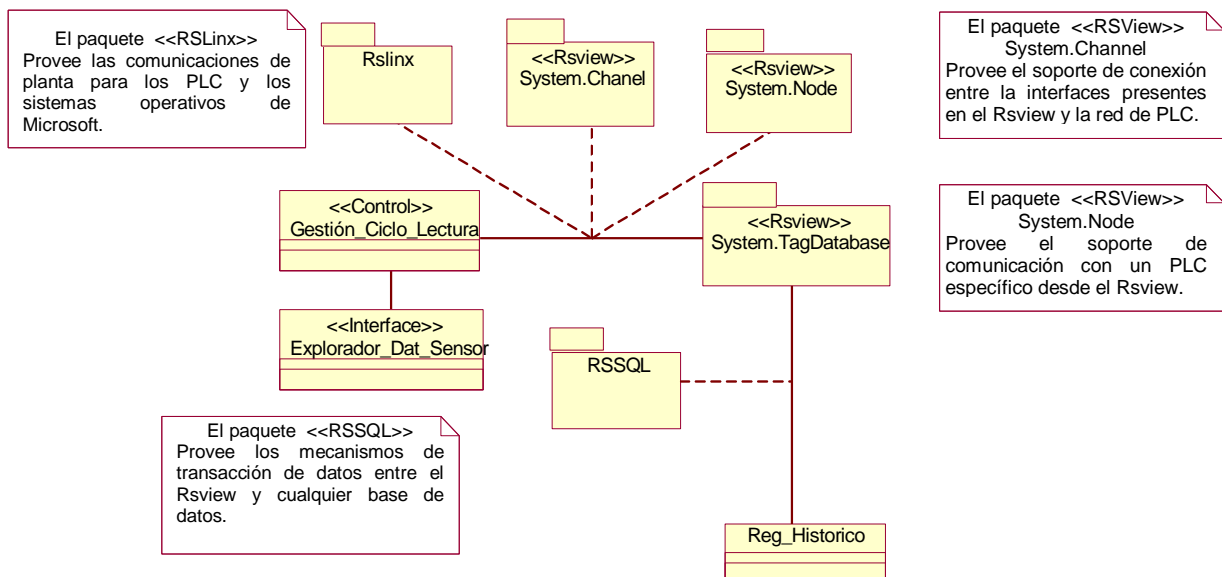 El paquete <<RSLinx>>
Provee las comunicaciones de
planta para los PLC y los
sistemas operativos de
Microsoft.
Rslinx
<<Rsview>>
System.Chanel
<<Rsview>>
System.Node
El paquete <<RSView>>
System.Channel
Provee el soporte de conexión
entre la interfaces presentes
en el Rsview y la red de PLC.
<<Control>>
Gestión_Ciclo_Lectura
<<Rsview>>
System.TagDatabase
El paquete <<RSView>>
System.Node
Provee el soporte de
comunicación con un PLC
específico desde el Rsview.
<<Interface>>
Explorador_Dat_Sensor
RSSQL
El paquete <<RSSQL>>
Provee los mecanismos de
transacción de datos entre el
Rsview y cualquier base de
datos.
Reg_Historico